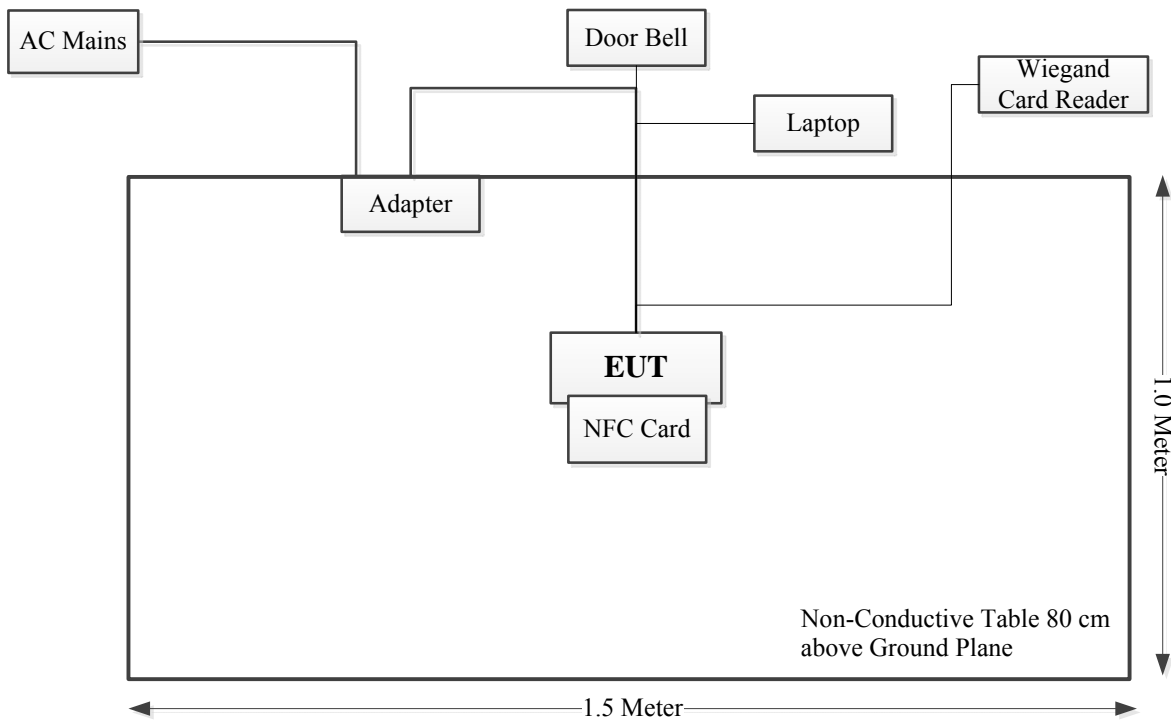 AC Mains
Door Bell
Wiegand
Card Reader
Laptop
Adapter
EUT
NFC Card
1.0 Meter
Non-Conductive Table 80 cm
above Ground Plane
1.5 Meter